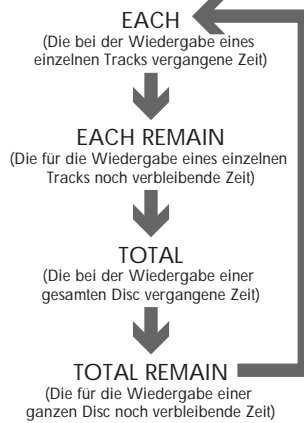 EACH
(Die bei der Wiedergabe eines
einzelnen Tracks vergangene Zeit)
EACH REMAIN
(Die für die Wiedergabe eines einzelnen
Tracks noch verbleibende Zeit)
TOTAL
(Die bei der Wiedergabe einer
gesamten Disc vergangene Zeit)
TOTAL REMAIN
(Die für die Wiedergabe einer
ganzen Disc noch verbleibende Zeit)